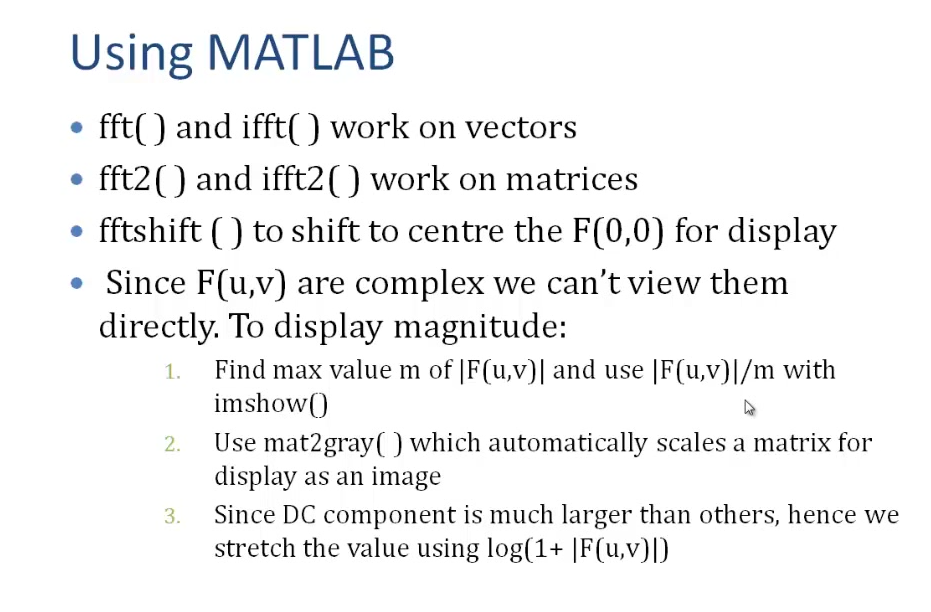 Using MATLAB
• fft( ) and ifft( ) work on vectors
• fft2( ) and ifft2( ) work on matrices
• fftshift ( ) to shift to centre the F(0,0) for display
• Since F(u,v) are complex we can’t view them
directly. To display magnitude:
1. Find max value m of |F(u,v)| and use |F(u,v)|/m with
imshow()
2. Use mat2gray( ) which automatically scales a matrix for
display as an image
3. Since DC component is much larger than others, hence we
stretch the value using log(1+ |F(u,v)|)